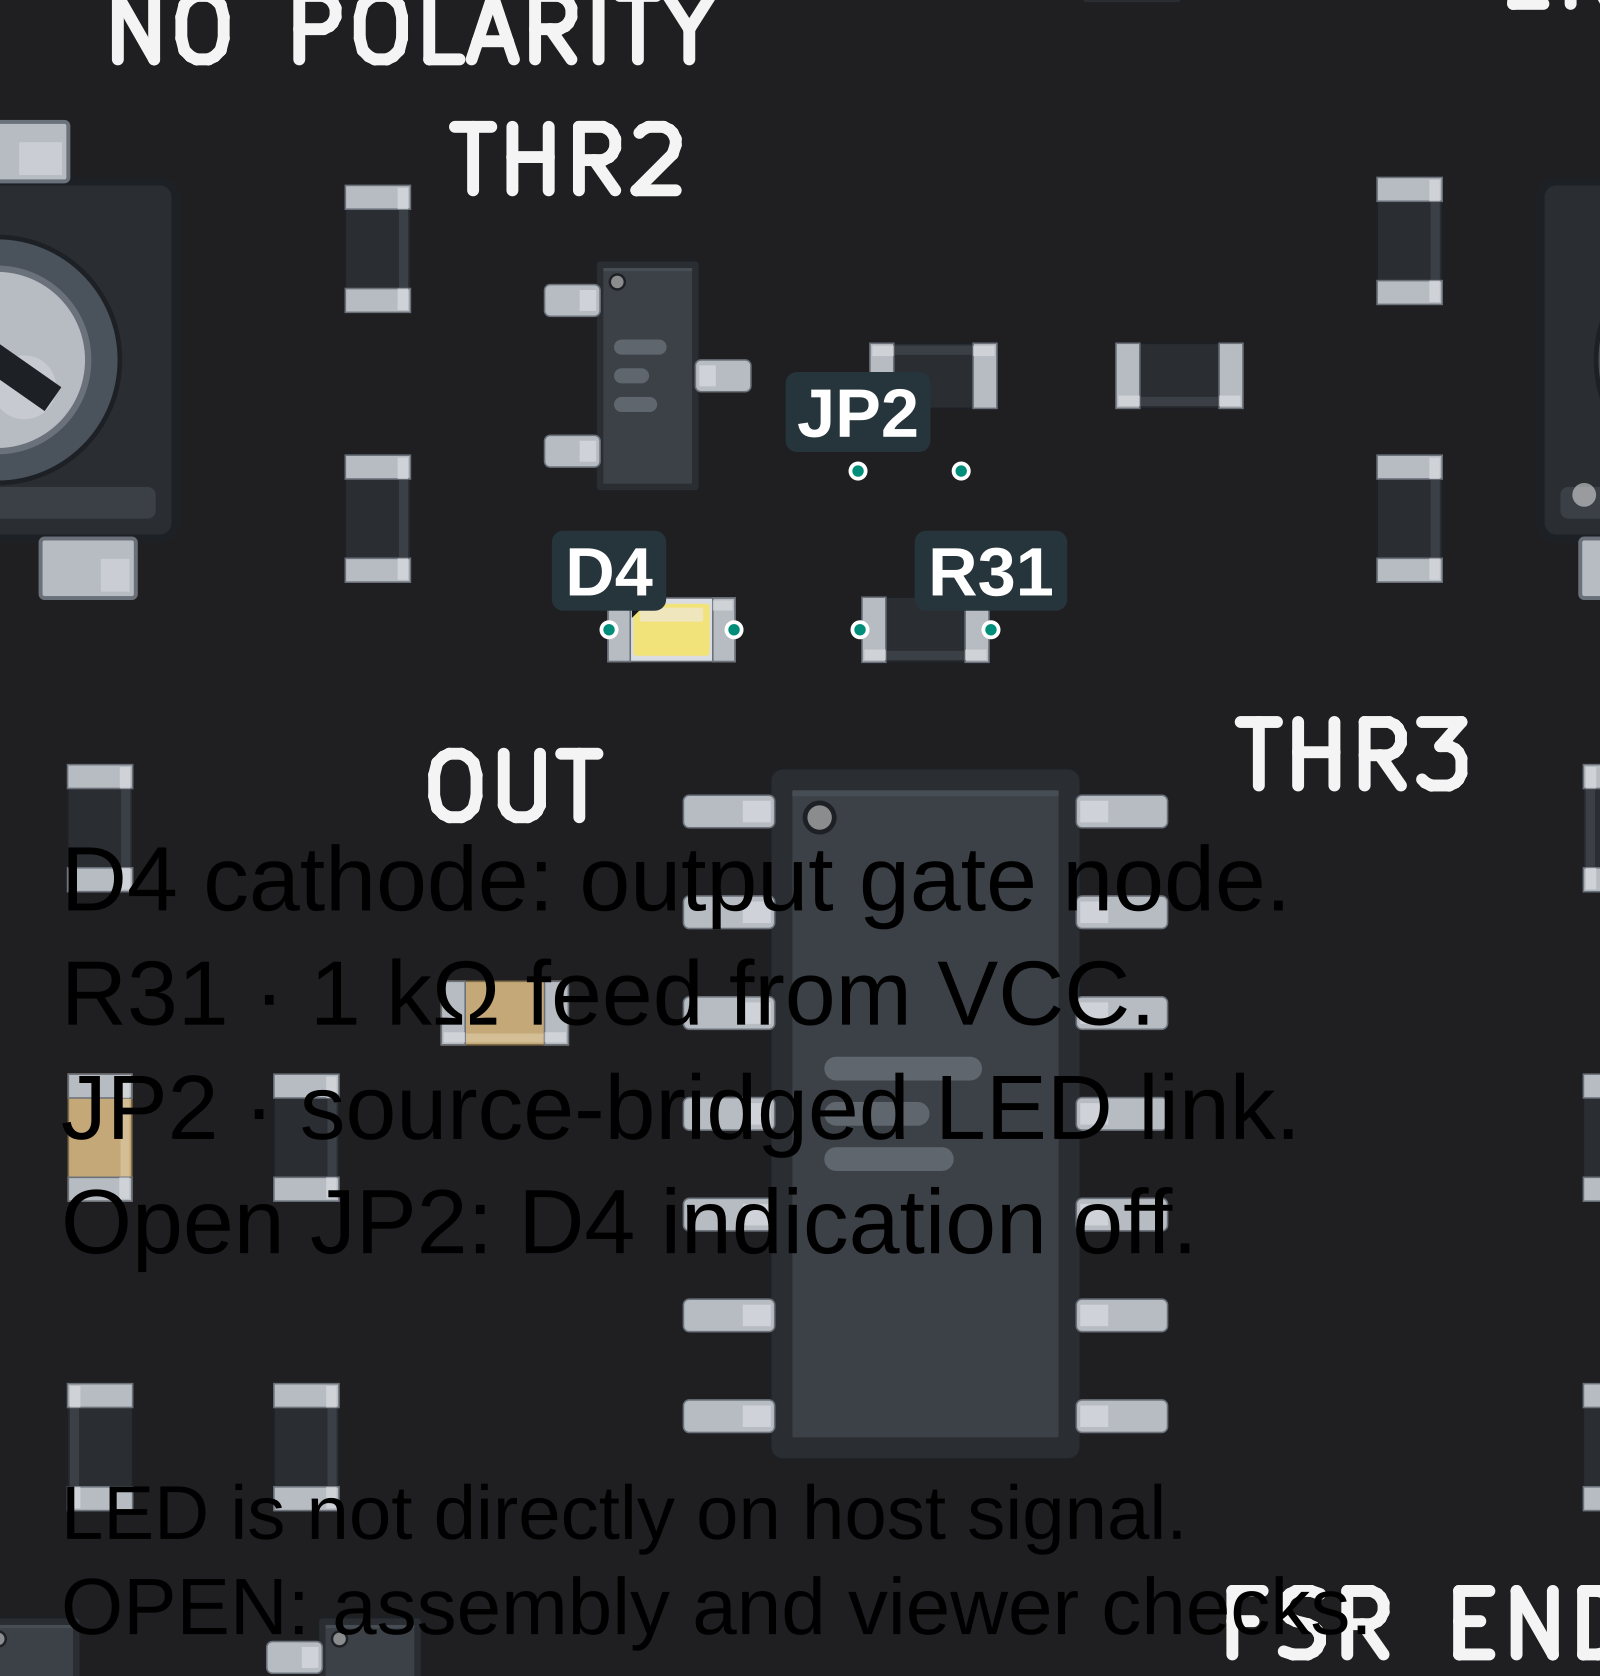 NO POLARITY
THR2
JP2
D4
R31
THR3
OUT
D4 cathode: output gate node.
R31 · 1 kΩ feed from VCC.
JP2 · source-bridged LED link.
Open JP2: D4 indication off.
LED is not directly on host signal.
OPEN: assembly and viewer checks.
FSR END